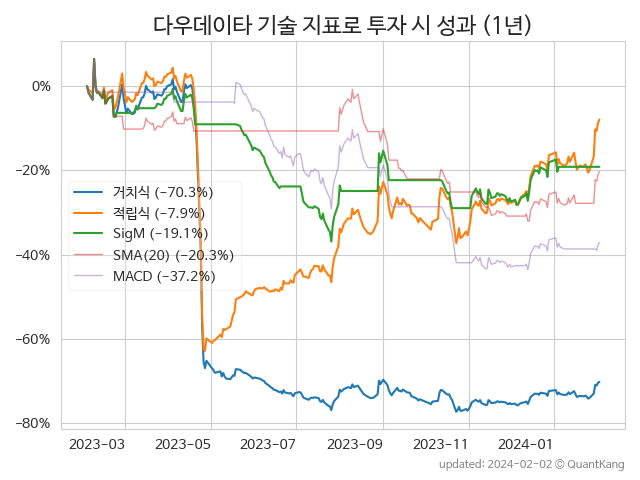 다우데이타 기술 지표로 투자 시 성과 (1년)
0%
−20%
−40%
−60%
−80%
거치식 (−70.3%)
적립식 (−7.9%)
SigM (−19.1%)
SMA(20) (−20.3%)
MACD (−37.2%)
2023−03 2023−05 2023−07 2023−09 2023−11 2024−01
updated: 2024−02−02 © QuantKang